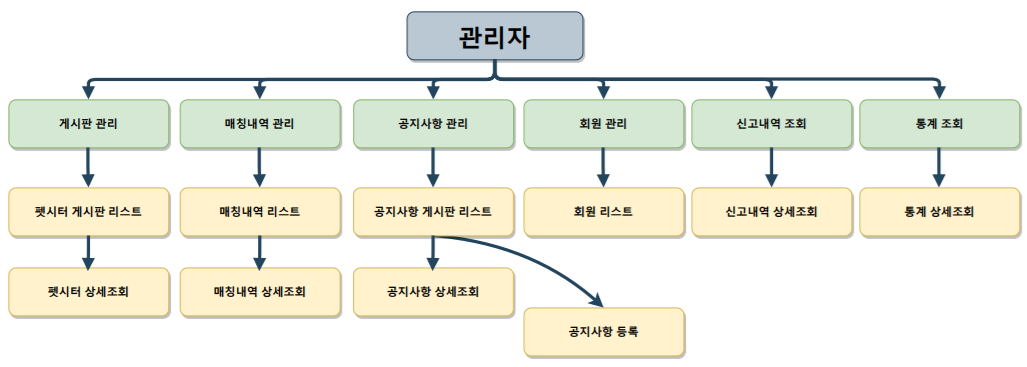 관리자
게시판 관리
매칭내역 관리
공지사항 관리
회원 관리
신고내역 조회
통계 조회
펫시터 게시판 리스트
매칭내역 리스트
공지사항 게시판 리스트
회원 리스트
신고내역 상세조회
통계 상세조회
펫시터 상세조회
매칭내역 상세조회
공지사항 상세조회
공지사항 등록